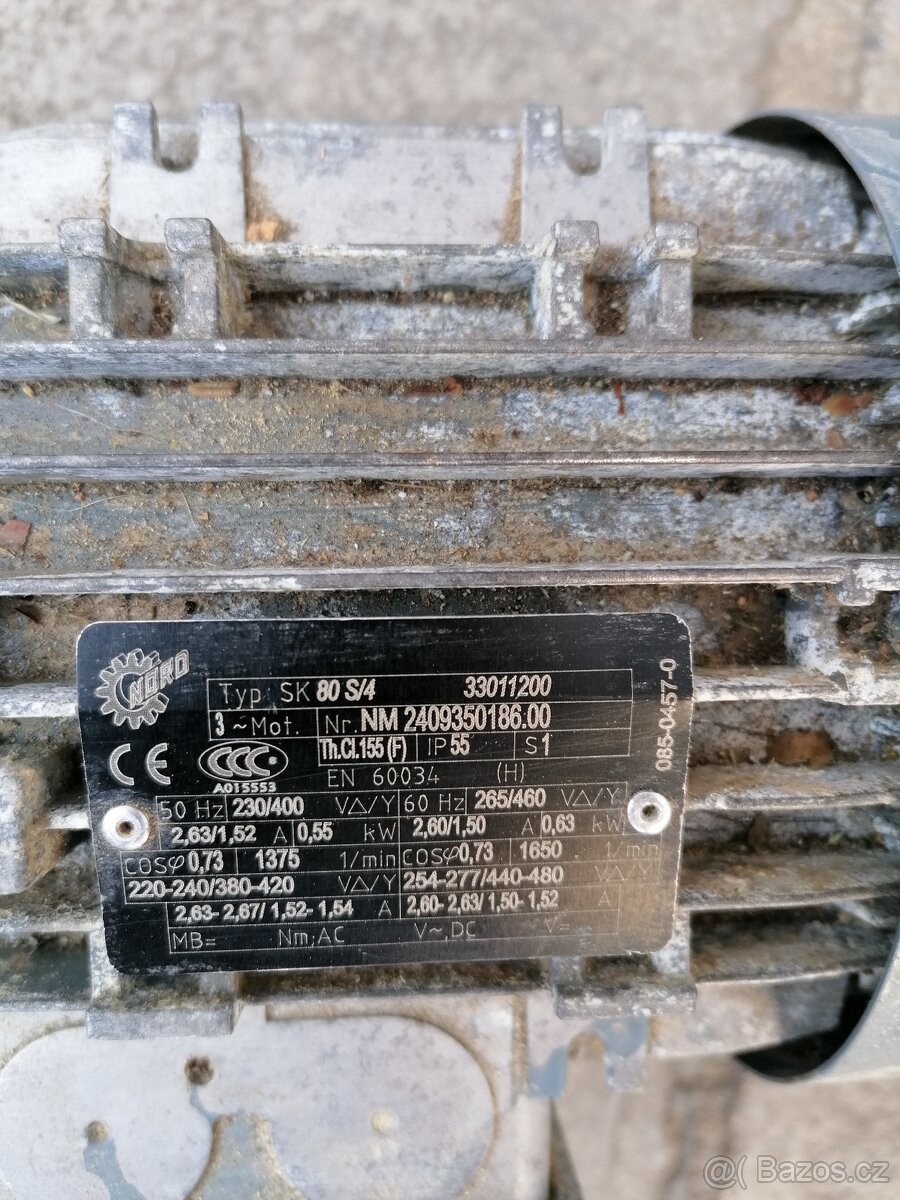 NORD
Typ SK 80 S/4 33011200
3 ~ Mot. Nr. NM 2409350186.00
Th.Cl.155 (F) IP 55 S1
CE CCC
A015553
EN 60034 (H)
50 Hz 230/400 V△/Y 60 Hz 265/460 V△/Y
2,63/1,52 A 0,55 kW 2,60/1,50 A 0,63 kW
cosφ 0,73 1375 1/min cosφ 0,73 1650 1/min
220-240/380-420 V△/Y 254-277/440-480 V△/Y
2,63- 2,67/ 1,52- 1,54 A 2,60- 2,63/ 1,50- 1,52 A
MB= Nm;AC V~,DC V=
085-0457-0
@( Bazos.cz